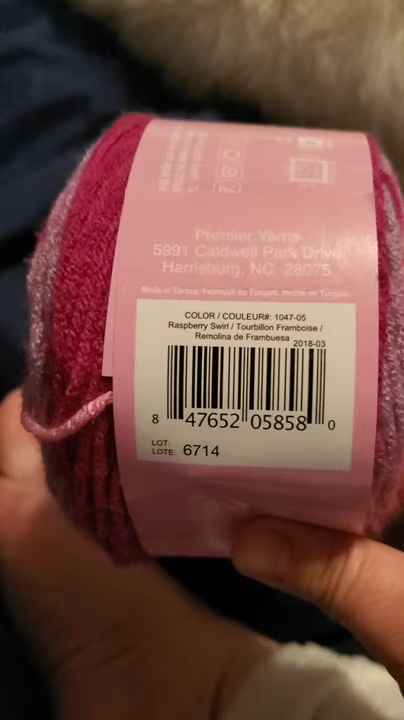 Premier Yarns
5991 Caldwell Park Drive
Harrisburg, NC 28075
Made in Turkey. Fabriqué au Turquie. Hecho en Turquía.
COLOR / COULEUR#: 1047-05
Raspberry Swirl / Tourbillon Framboise /
Remolina de Frambuesa
2018-03
8 47652 05858 0
LOT:
LOTE: 6714